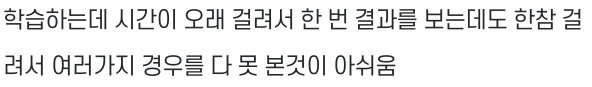 학습하는데 시간이 오래 걸려서 한 번 결과를 보는데도 한참 걸
려서 여러가지 경우를 다 못 본것이 아쉬움